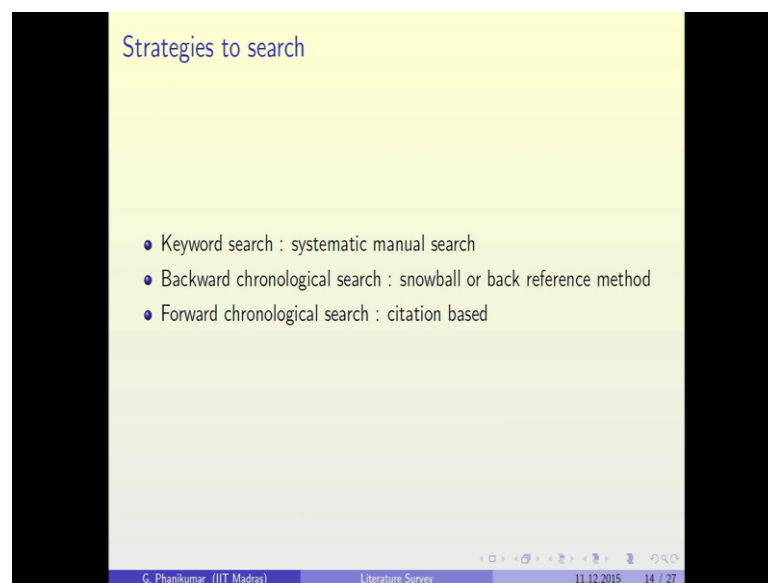 Strategies to search
Keyword search : systematic manual search
Backward chronological search : snowball or back reference method
Forward chronological search : citation based
G. Phanikumar (IIT Madras) Literature Survey 11.12.2015 14 / 27